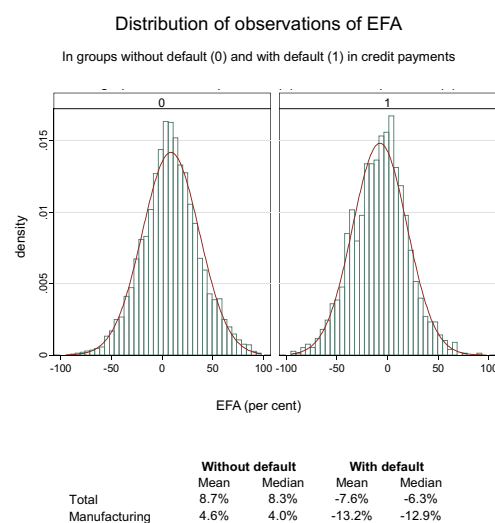 Distribution of observations of EFA
In groups without default (0) and with default (1) in credit payments
0 1
.015
.01
.005
0
density
-100 -50 0 50 100 -100 -50 0 50 100
EFA (per cent)
Without default With default
Mean Median Mean Median
Total 8.7% 8.3% -7.6% -6.3%
Manufacturing 4.6% 4.0% -13.2% -12.9%